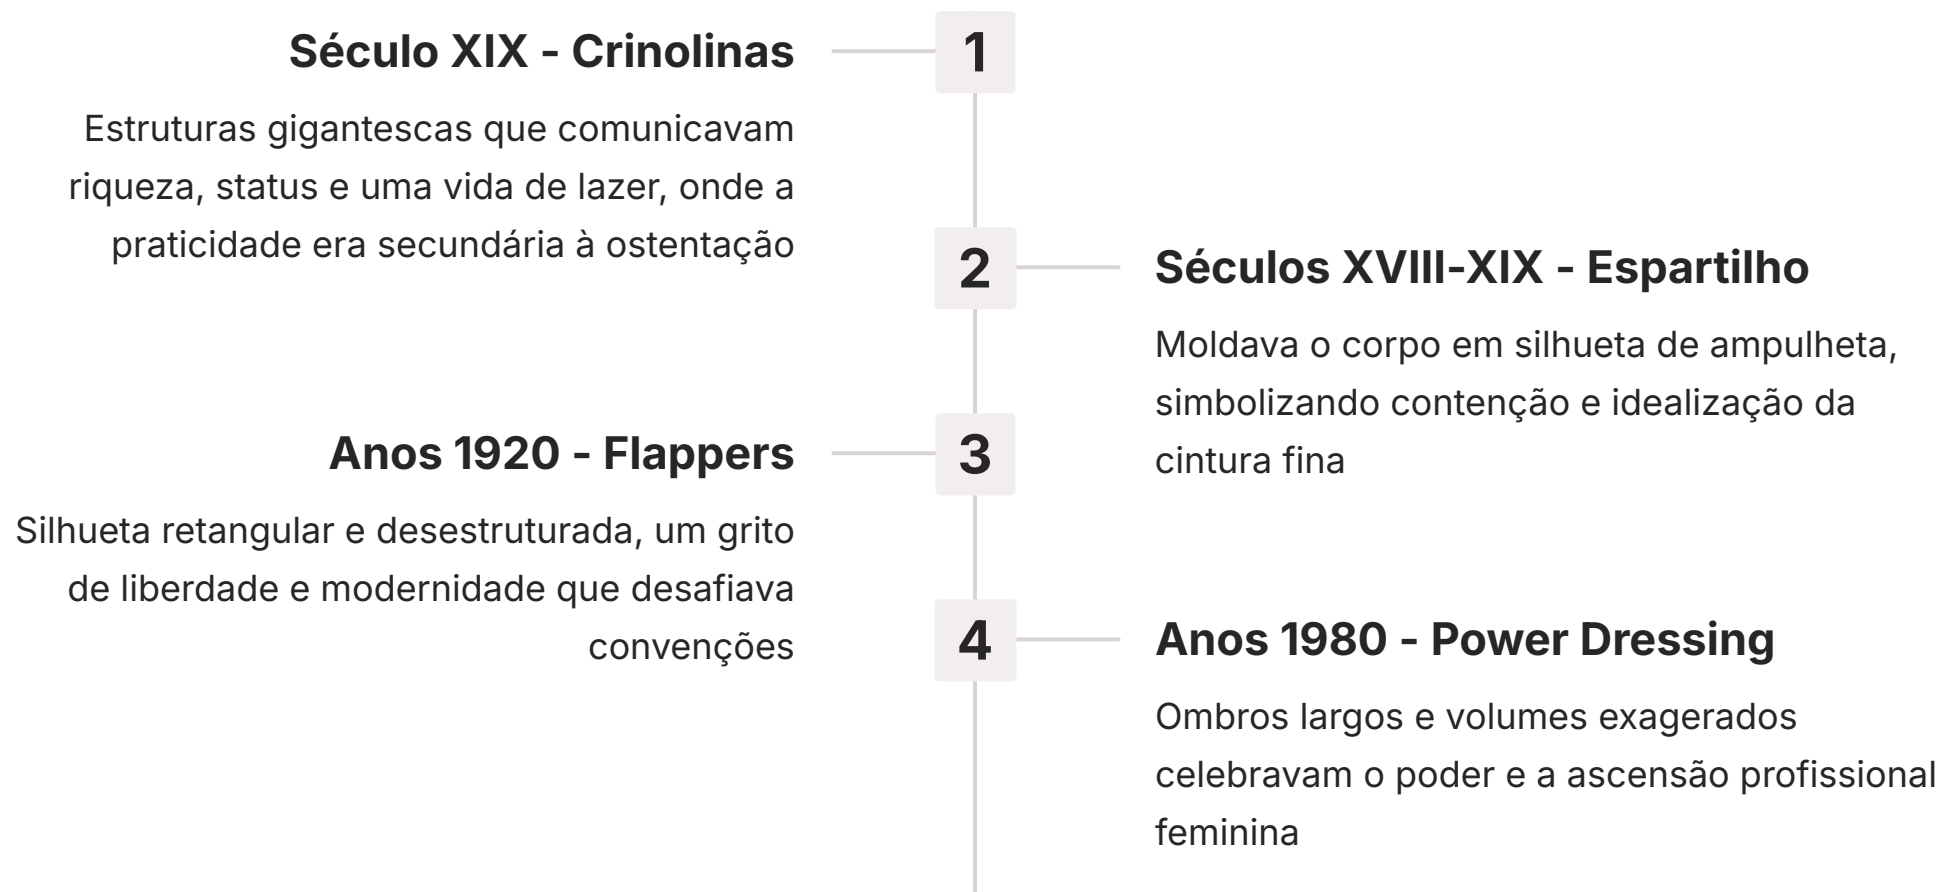 1
Século XIX - Crinolinas
Estruturas gigantescas que comunicavam
riqueza, status e uma vida de lazer, onde a
praticidade era secundária à ostentação
2
Séculos XVIII-XIX - Espartilho
Moldava o corpo em silhueta de ampulheta,
simbolizando contenção e idealização da
cintura fina
3
Anos 1920 - Flappers
Silhueta retangular e desestruturada, um grito
de liberdade e modernidade que desafiava
convenções
4
Anos 1980 - Power Dressing
Ombros largos e volumes exagerados
celebravam o poder e a ascensão profissional
feminina